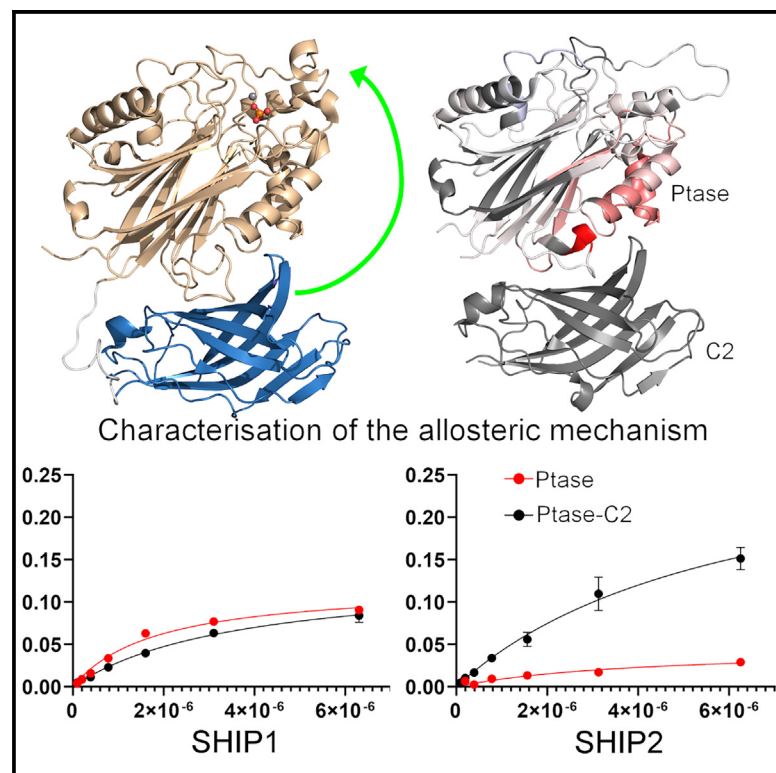 Ptase
C2
Characterisation of the allosteric mechanism
0.25
0.20
0.15
0.10
0.05
0.00
0
2×10⁻⁶
4×10⁻⁶
6×10⁻⁶
SHIP1
0.25
0.20
0.15
0.10
0.05
0.00
0
2×10⁻⁶
4×10⁻⁶
6×10⁻⁶
Ptase
Ptase-C2
SHIP2